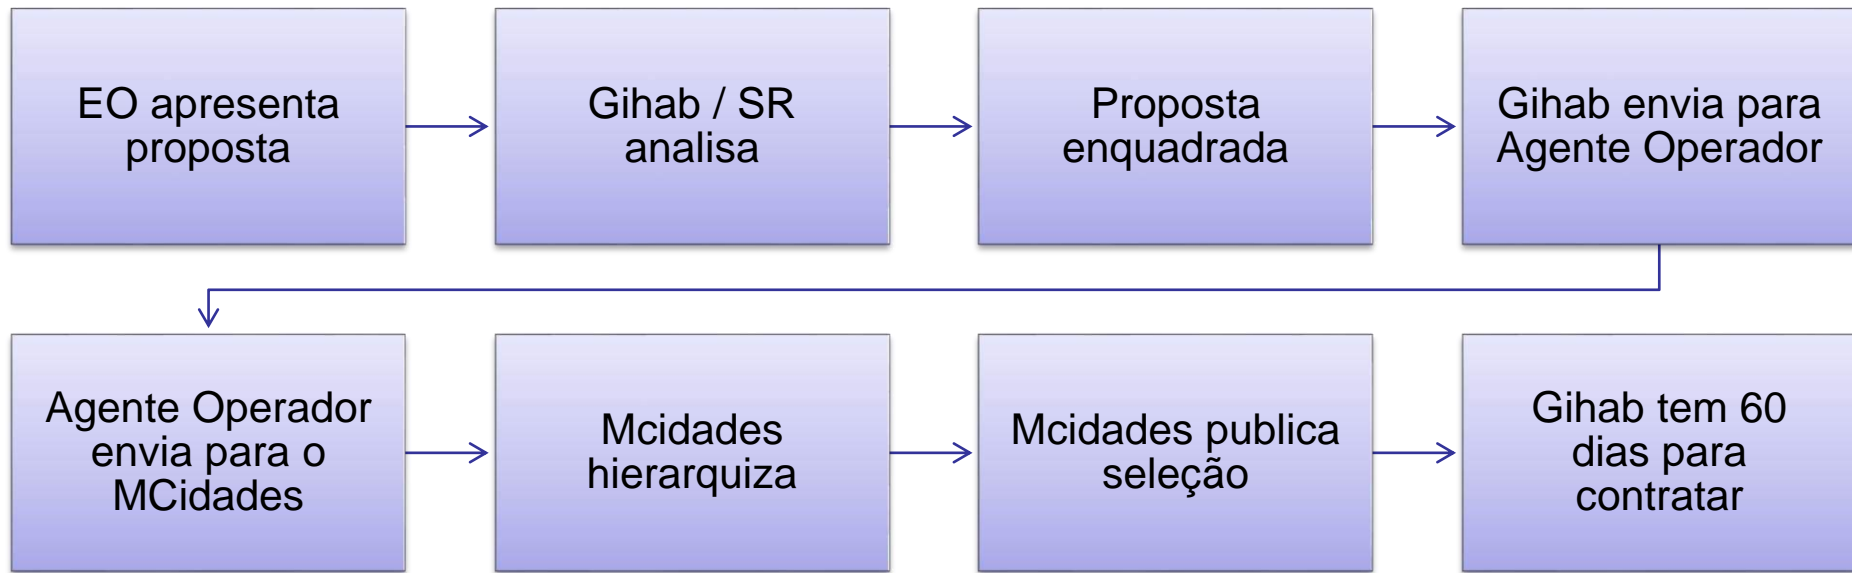 EO apresenta
proposta
Gihab / SR
analisa
Proposta
enquadrada
Gihab envia para
Agente Operador
Agente Operador
envia para o
MCidades
Mcidades
hierarquiza
Mcidades publica
seleção
Gihab tem 60
dias para
contratar